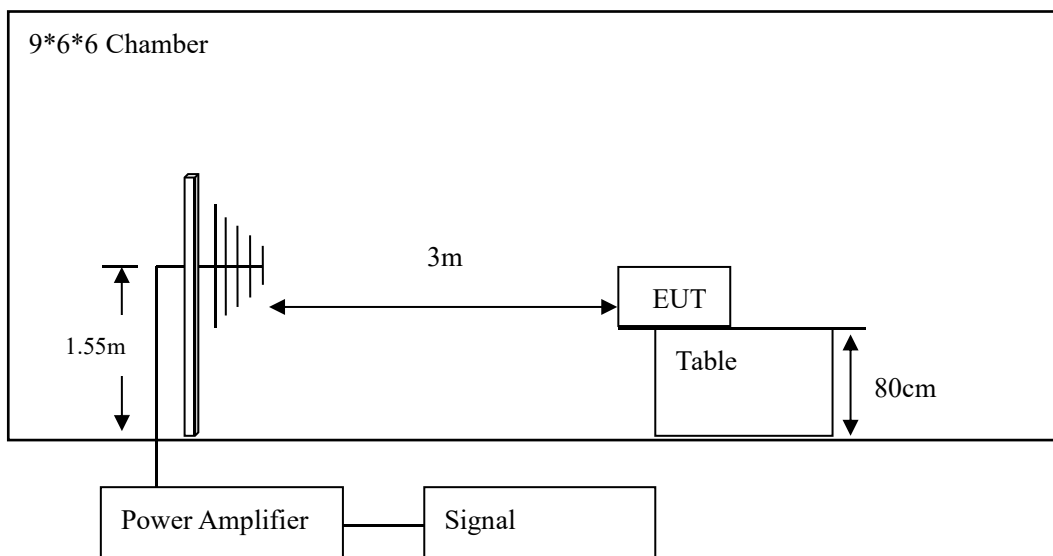 9*6*6 Chamber
3m
EUT
1.55m
Table
80cm
Power Amplifier
Signal